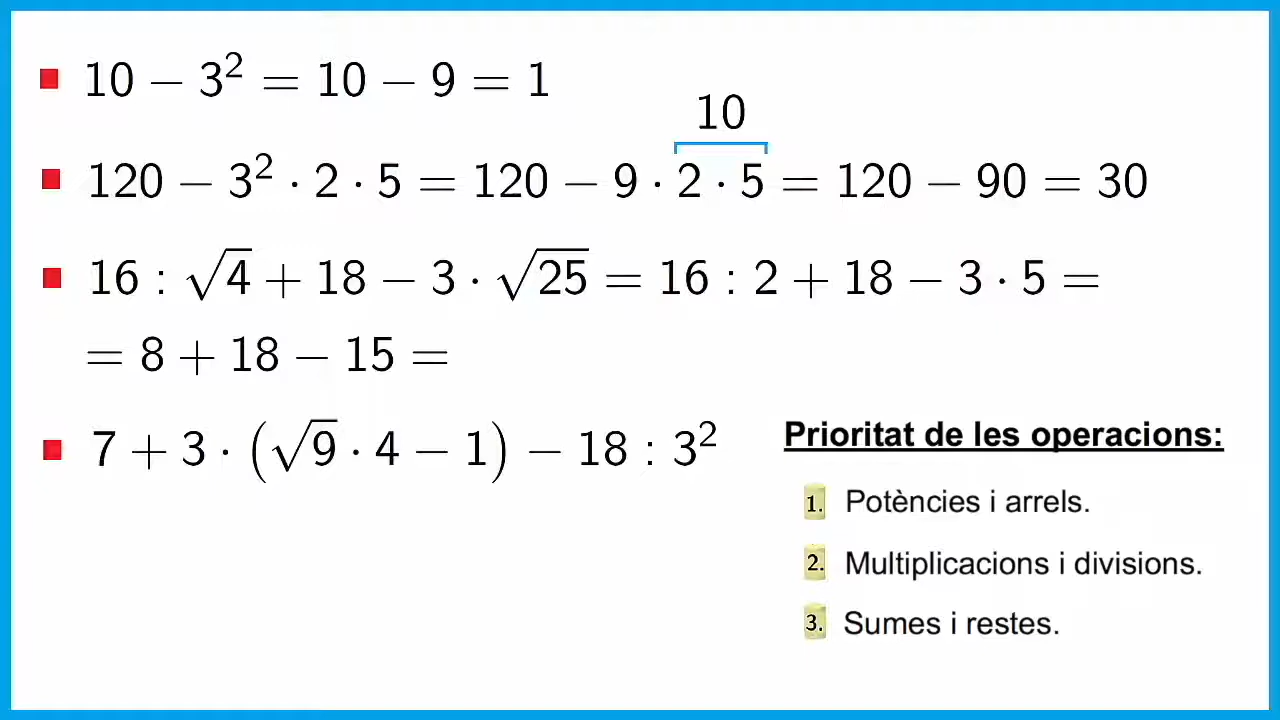 10 − 3² = 10 − 9 = 1
10
120 − 3² · 2 · 5 = 120 − 9 · 2 · 5 = 120 − 90 = 30
16 : √4 + 18 − 3 · √25 = 16 : 2 + 18 − 3 · 5 =
= 8 + 18 − 15 =
7 + 3 · (√9 · 4 − 1) − 18 : 3²
Prioritat de les operacions:
1. Potències i arrels.
2. Multiplicacions i divisions.
3. Sumes i restes.